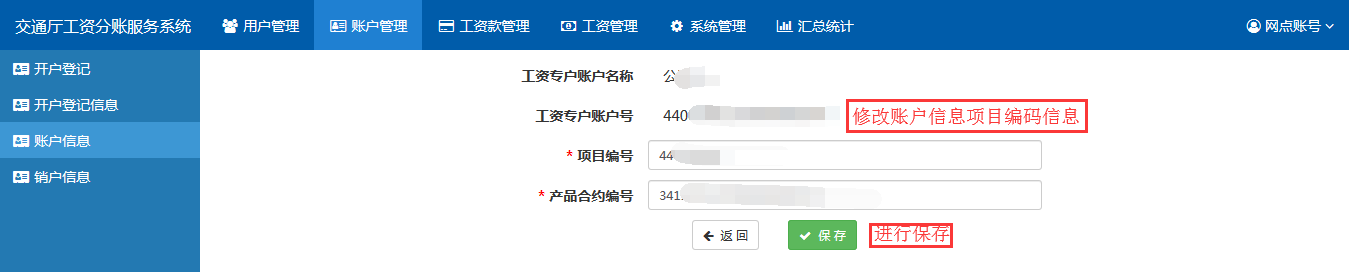 交通厅工资分账服务系统 用户管理 账户管理 工资款管理 工资管理 系统管理 汇总统计 网点账号
开户登记
开户登记信息
账户信息
销户信息
工资专户账户名称 公
工资专户账户号 440 修改账户信息项目编码信息
* 项目编号 44
* 产品合约编号 341
返回 保存 进行保存